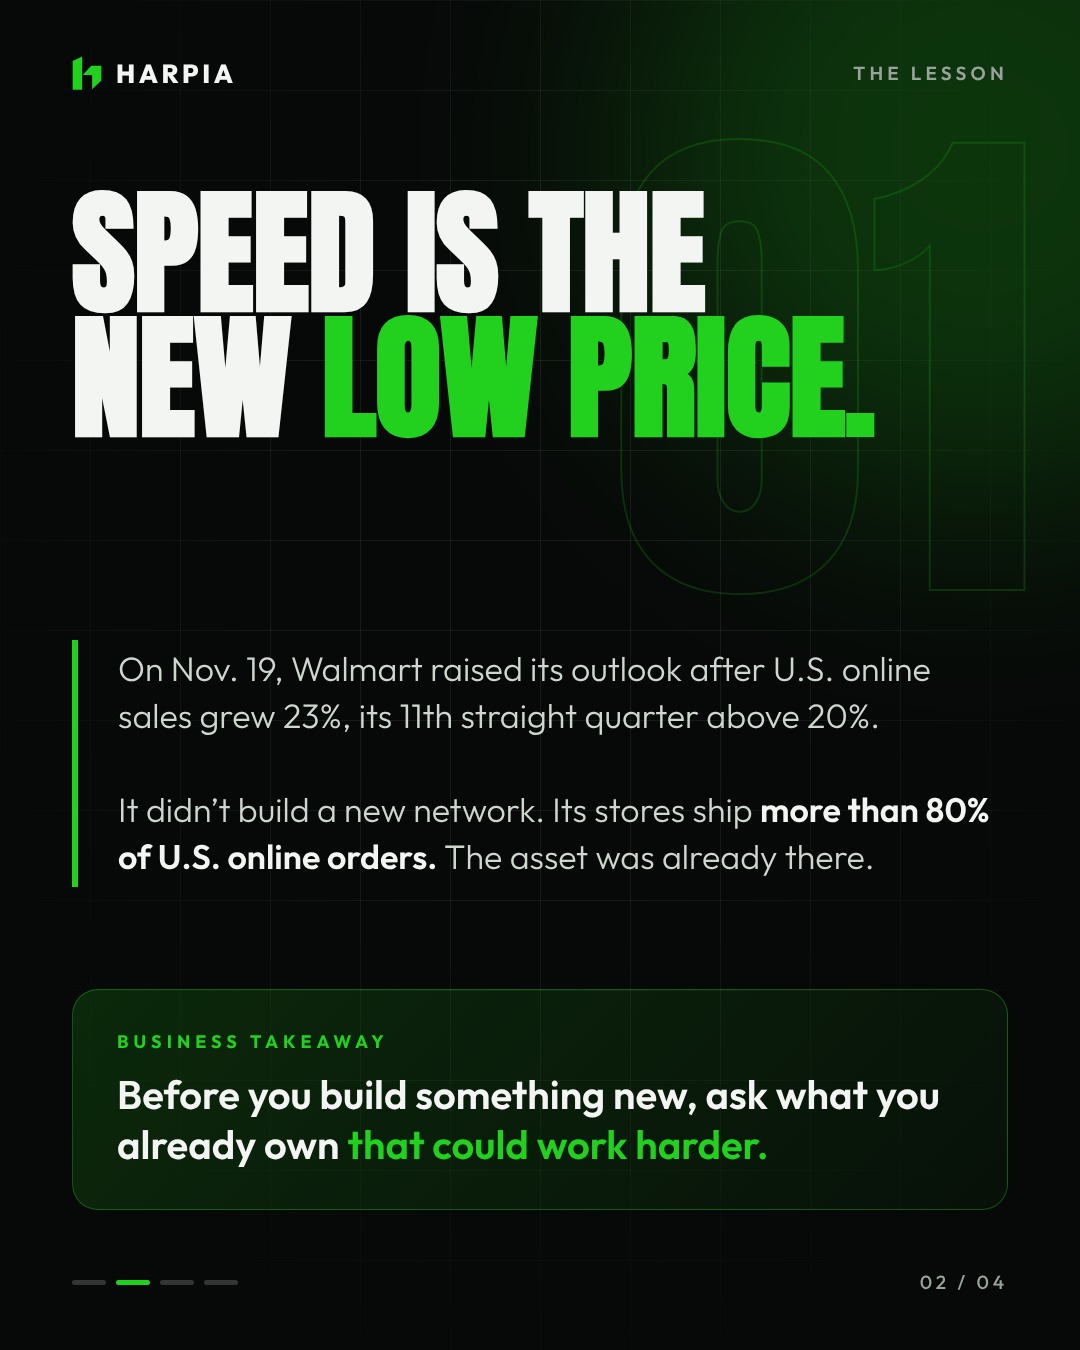 HARPIA
THE LESSON
01
SPEED IS THE
NEW LOW PRICE.
On Nov. 19, Walmart raised its outlook after U.S. online
sales grew 23%, its 11th straight quarter above 20%.
It didn’t build a new network. Its stores ship more than 80%
of U.S. online orders. The asset was already there.
BUSINESS TAKEAWAY
Before you build something new, ask what you
already own that could work harder.
02 / 04